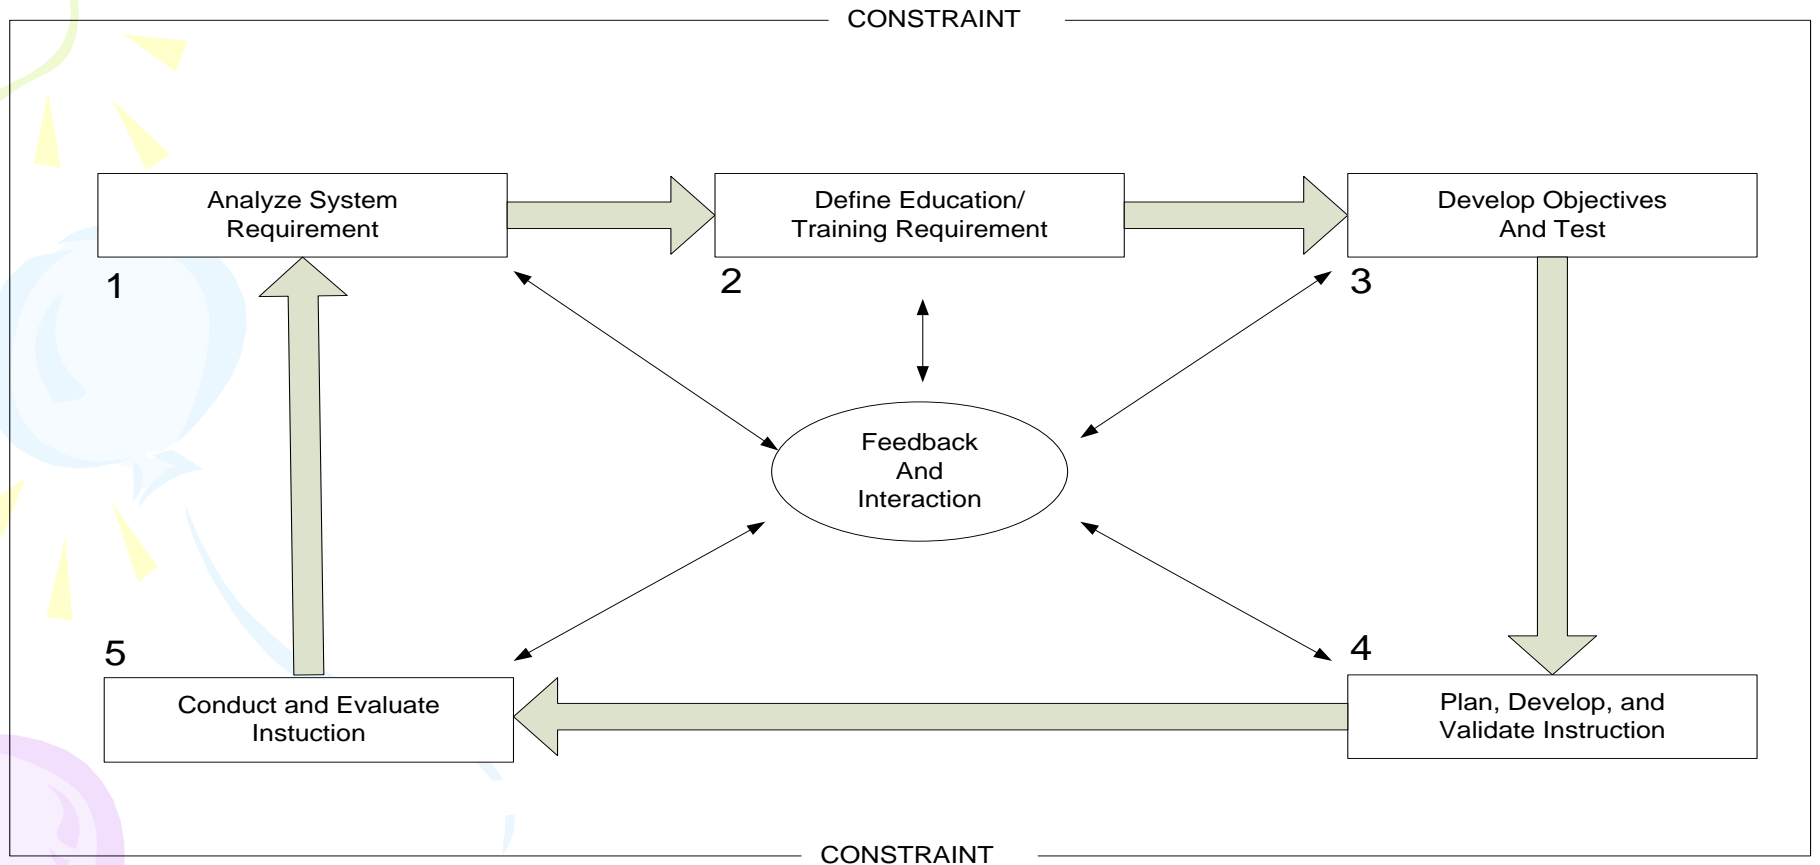 CONSTRAINT
Analyze System
Requirement
1
Define Education/
Training Requirement
2
Develop Objectives
And Test
3
Feedback
And
Interaction
4
Plan, Develop, and
Validate Instruction
5
Conduct and Evaluate
Instuction
CONSTRAINT